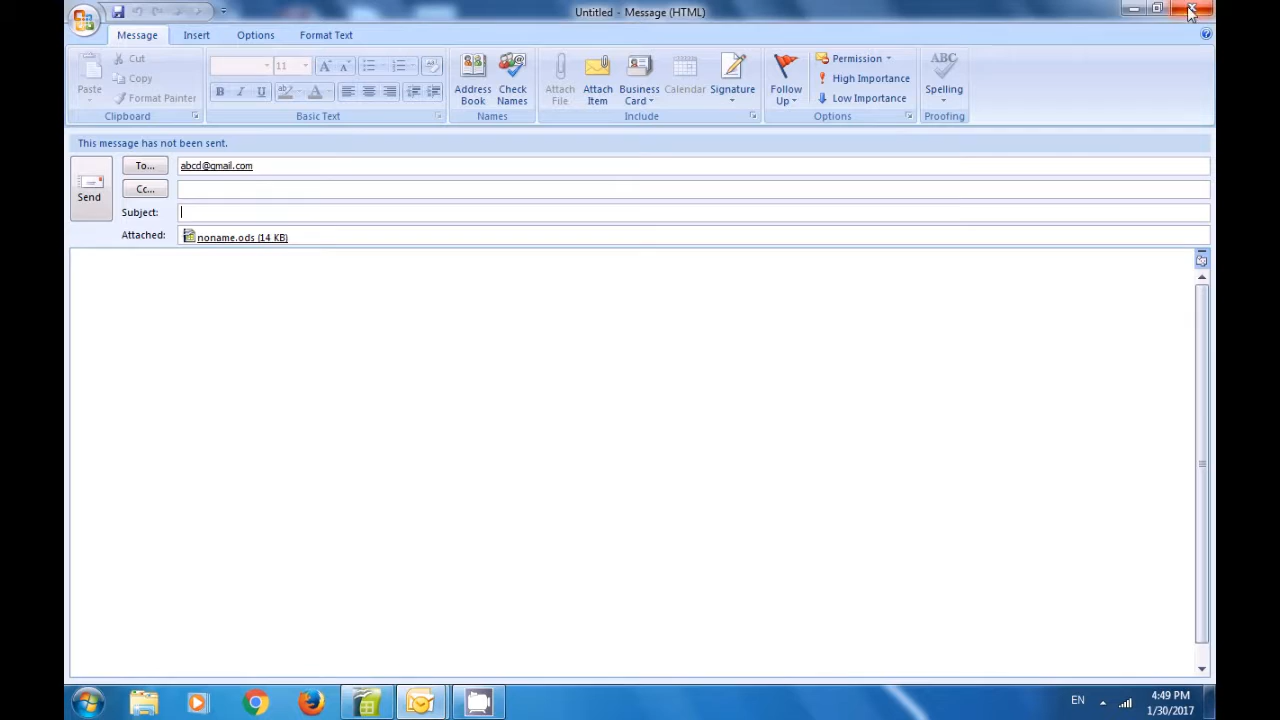 Untitled - Message (HTML)
Message Insert Options Format Text
Paste
Cut
Copy
Format Painter
Clipboard
11
B I U
Basic Text
Address Book
Check Names
Names
Attach File
Attach Item
Business Card
Calendar
Signature
Include
Follow Up
Permission
High Importance
Low Importance
Options
ABC
Spelling
Proofing
This message has not been sent.
Send
To... abcd@gmail.com
Cc...
Subject:
Attached: noname.ods (14 KB)
EN
4:49 PM
1/30/2017